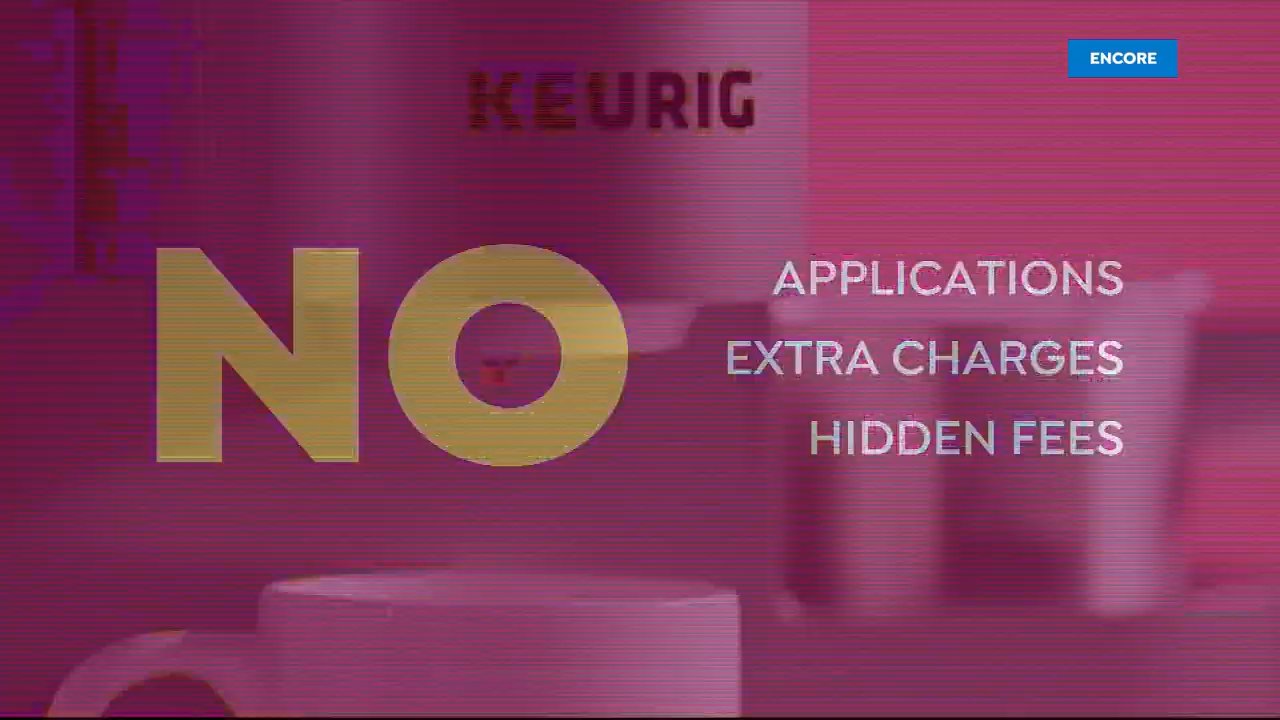 ENCORE
KEURIG
NO
APPLICATIONS
EXTRA CHARGES
HIDDEN FEES